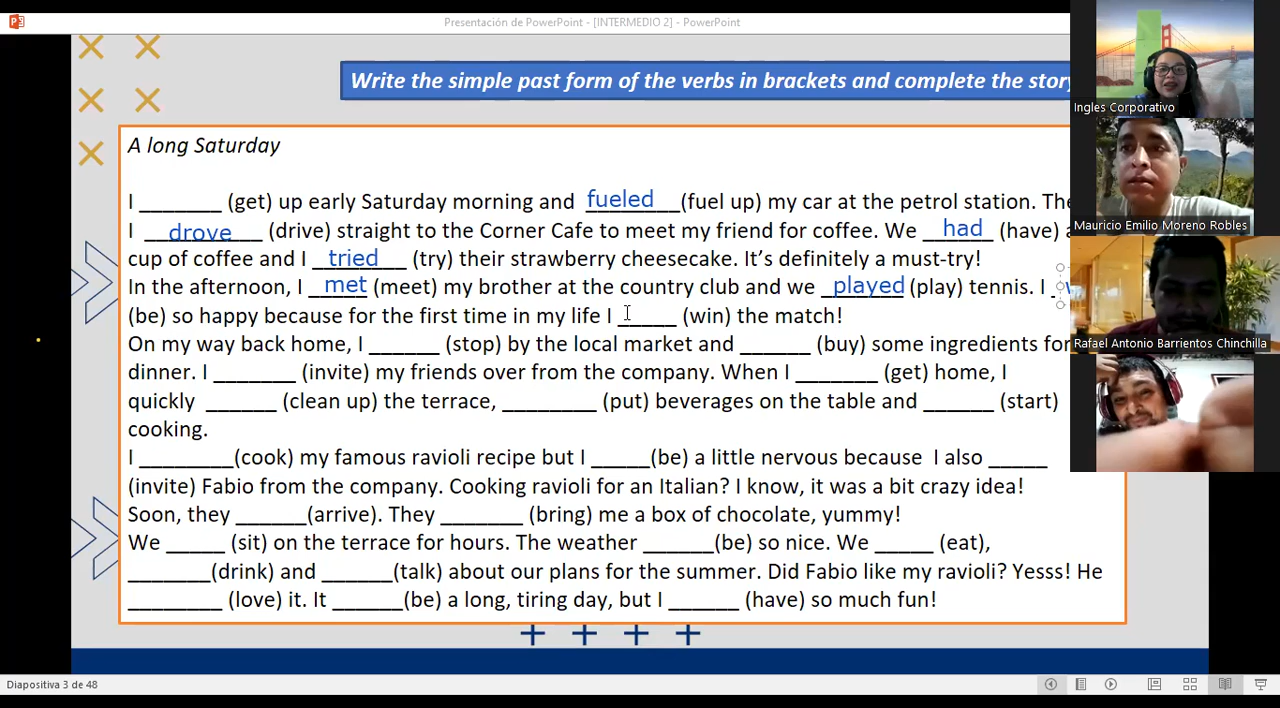 Presentación de PowerPoint - [INTERMEDIO 2] - PowerPoint
Write the simple past form of the verbs in brackets and complete the story
A long Saturday
I _______ (get) up early Saturday morning and fueled (fuel up) my car at the petrol station. The
I drove (drive) straight to the Corner Cafe to meet my friend for coffee. We had (have) a
cup of coffee and I tried (try) their strawberry cheesecake. It’s definitely a must-try!
In the afternoon, I met (meet) my brother at the country club and we played (play) tennis. I
(be) so happy because for the first time in my life I _____ (win) the match!
On my way back home, I ______ (stop) by the local market and ______ (buy) some ingredients for
dinner. I _______ (invite) my friends over from the company. When I _______ (get) home, I
quickly ______ (clean up) the terrace, ________ (put) beverages on the table and ______ (start)
cooking.
I ________(cook) my famous ravioli recipe but I _____(be) a little nervous because I also _____
(invite) Fabio from the company. Cooking ravioli for an Italian? I know, it was a bit crazy idea!
Soon, they ______(arrive). They _______ (bring) me a box of chocolate, yummy!
We _____ (sit) on the terrace for hours. The weather ______(be) so nice. We _____ (eat),
_______(drink) and ______(talk) about our plans for the summer. Did Fabio like my ravioli? Yesss! He
________ (love) it. It ______(be) a long, tiring day, but I ______ (have) so much fun!
Ingles Corporativo
Mauricio Emilio Moreno Robles
Rafael Antonio Barrientos Chinchilla
Diapositiva 3 de 48